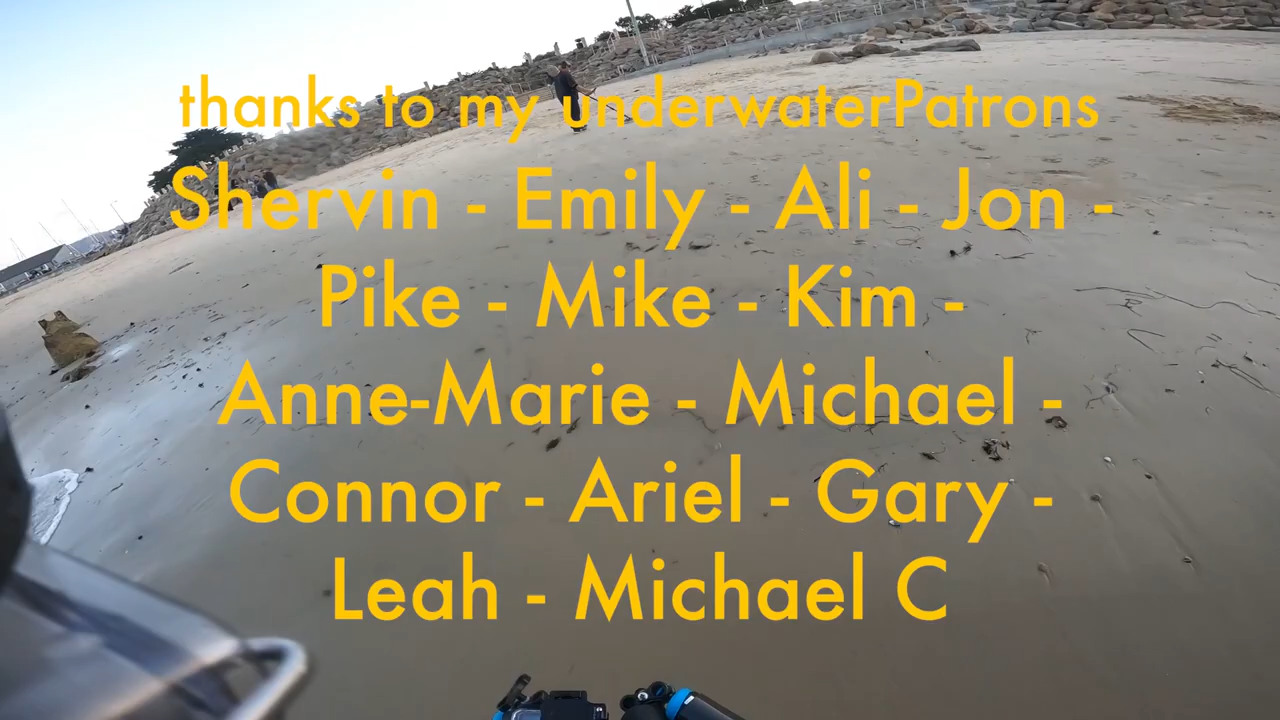 thanks to my underwaterPatrons
Shervin - Emily - Ali - Jon -
Pike - Mike - Kim -
Anne-Marie - Michael -
Connor - Ariel - Gary -
Leah - Michael C